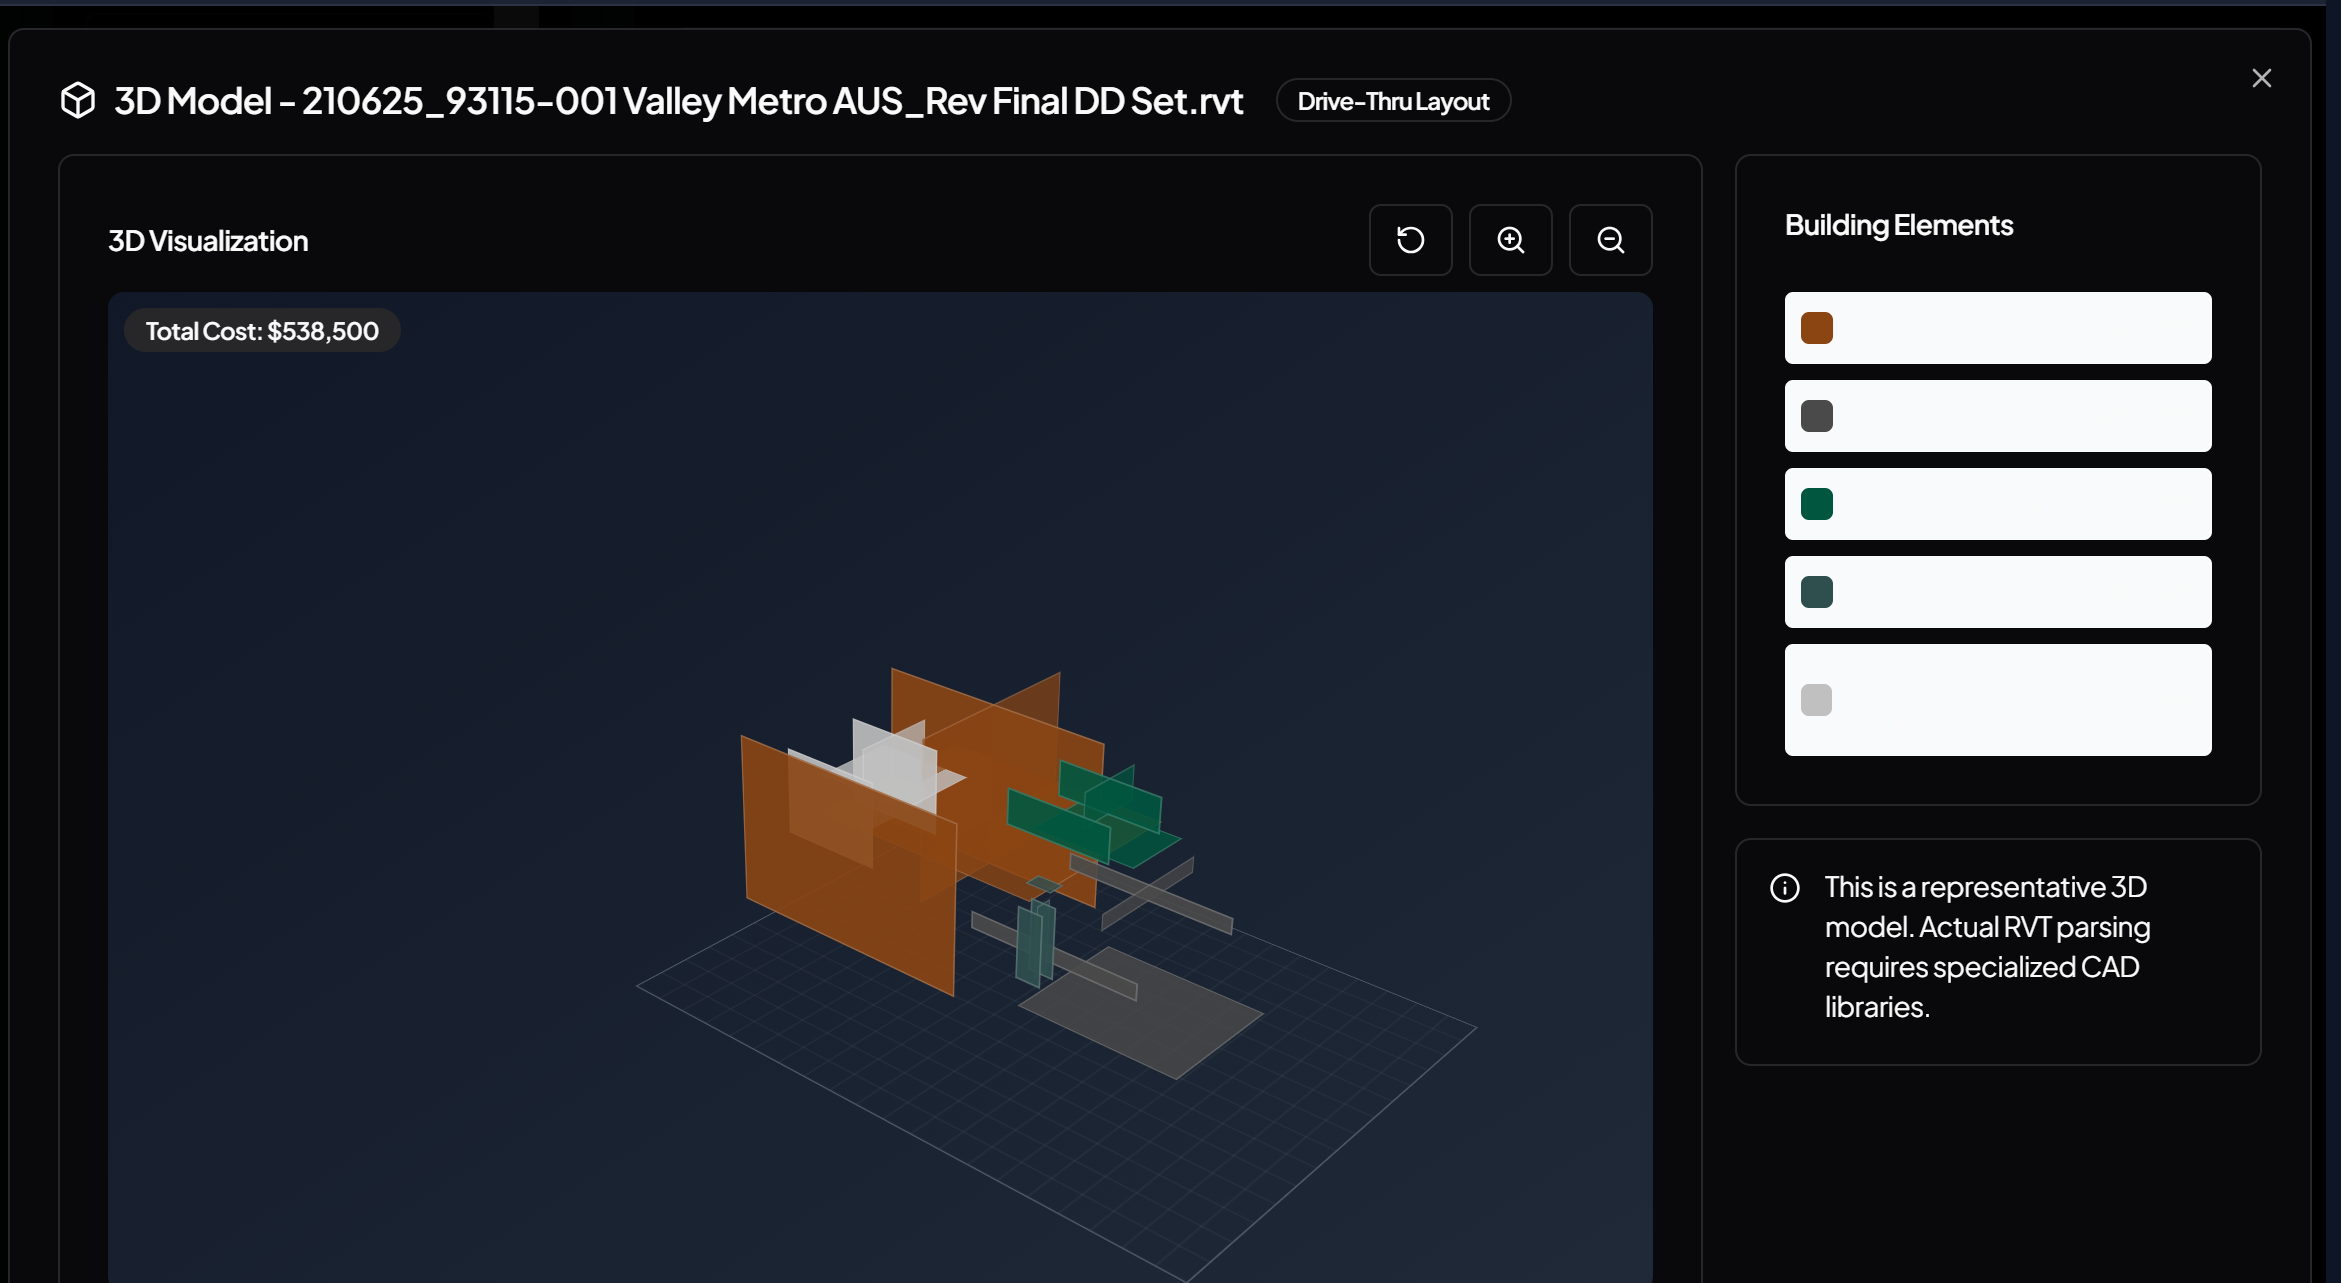 3D Model - 210625_93115-001 Valley Metro AUS_Rev Final DD Set.rvt
Drive-Thru Layout
3D Visualization
Total Cost: $538,500
Building Elements
This is a representative 3D
model. Actual RVT parsing
requires specialized CAD
libraries.